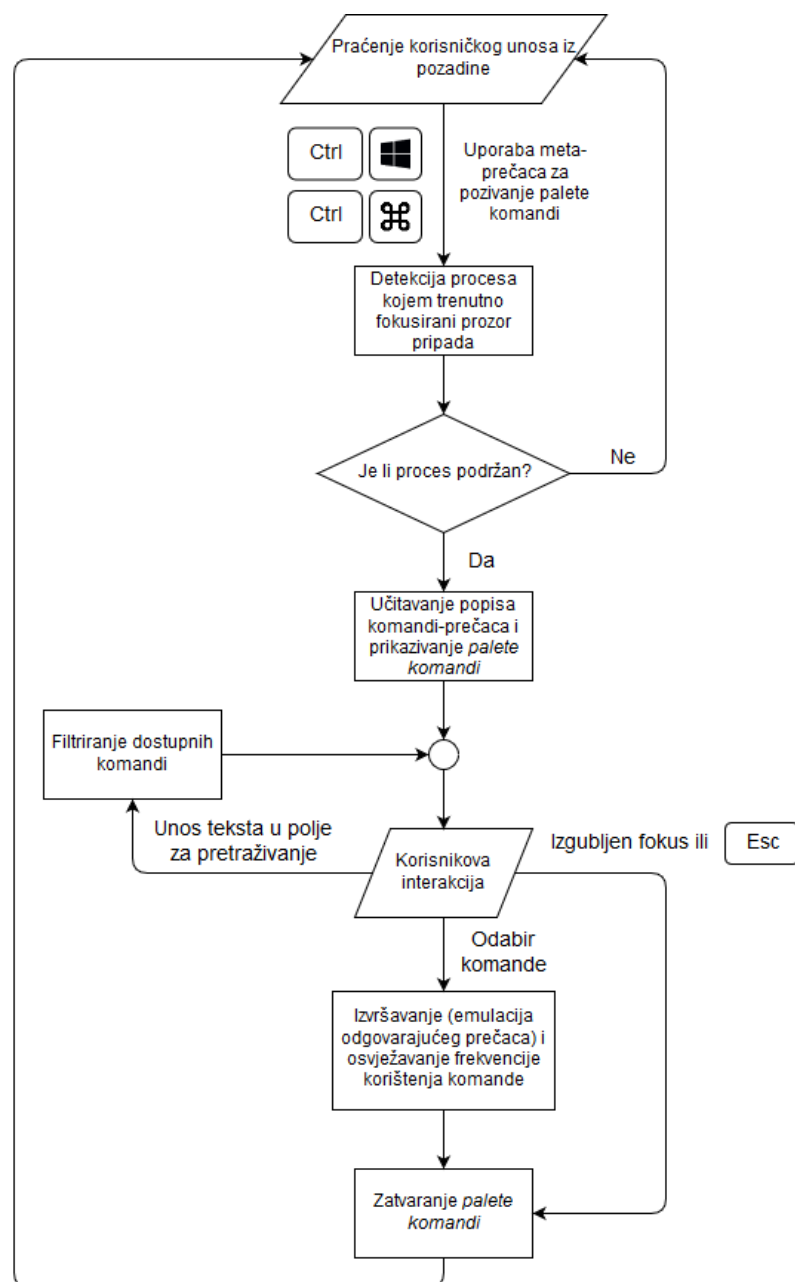 Praćenje korisničkog unosa iz
pozadine
Ctrl
Ctrl
⌘
Uporaba meta-
prečaca za
pozivanje palete
komandi
Detekcija procesa
kojem trenutno
fokusirani prozor
pripada
Je li proces podržan?
Ne
Da
Učitavanje popisa
komandi-prečaca i
prikazivanje palete
komandi
Filtriranje dostupnih
komandi
Unos teksta u polje
za pretraživanje
Korisnikova
interakcija
Izgubljen fokus ili
Esc
Odabir
komande
Izvršavanje (emulacija
odgovarajućeg prečaca) i
osvježavanje frekvencije
korištenja komande
Zatvaranje palete
komandi